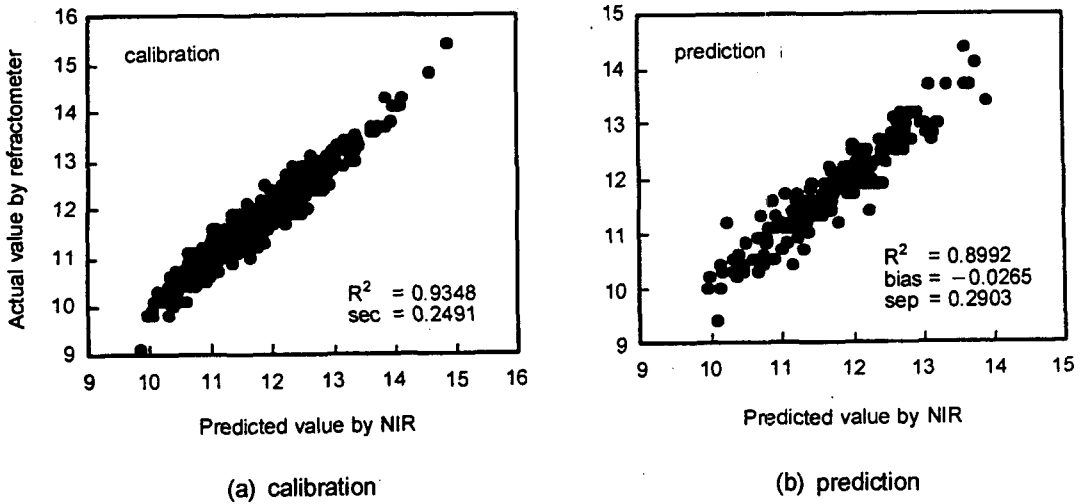 Actual value by refractometer
16
15
14
13
12
11
10
9
calibration
R² = 0.9348
sec = 0.2491
9 10 11 12 13 14 15 16
Predicted value by NIR
(a) calibration
15
14
13
12
11
10
9
prediction
R² = 0.8992
bias = −0.0265
sep = 0.2903
9 10 11 12 13 14 15
Predicted value by NIR
(b) prediction